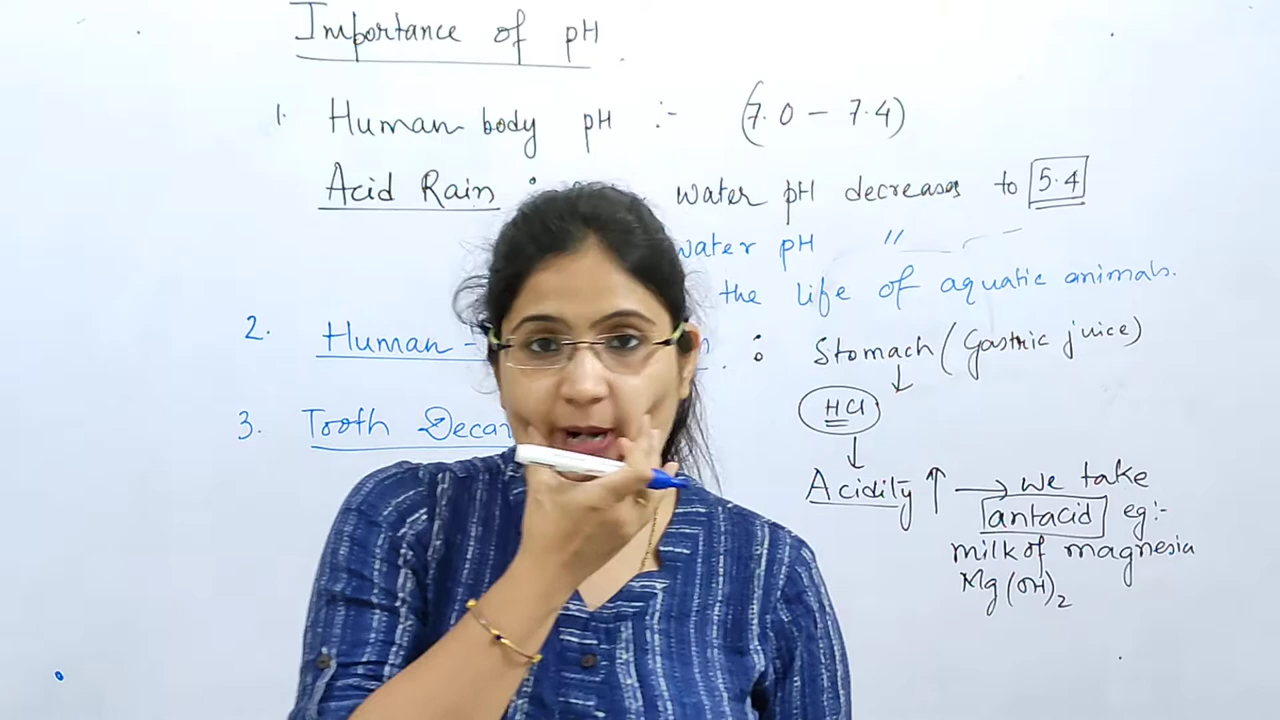 Importance of pH
1. Human body pH :- (7.0 - 7.4)
Acid Rain : water pH decreases to 5.4
water pH "
the life of aquatic animals.
2. Human - : Stomach (Gastric juice)
HCl
3. Tooth Decay
Acidity ↑ → we take
antacid eg:-
milk of magnesia
Mg(OH)2